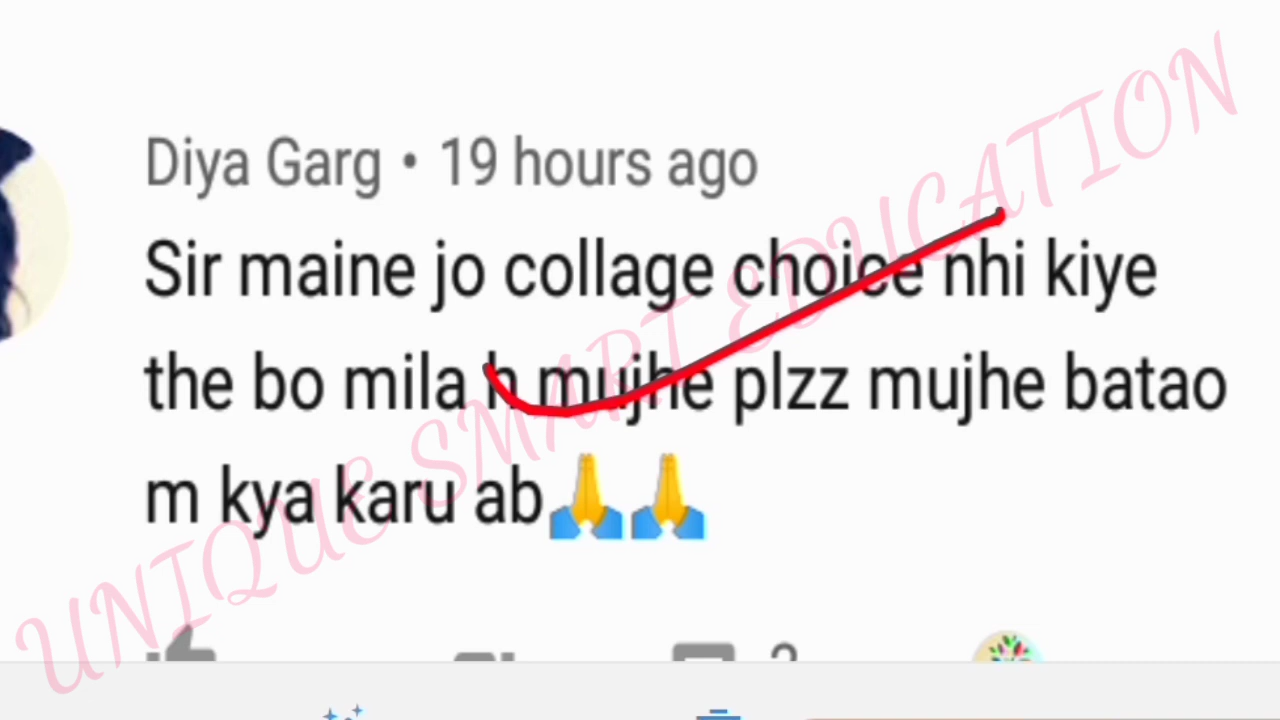 Diya Garg • 19 hours ago
Sir maine jo collage choice nhi kiye
the bo mila h mujhe plzz mujhe batao
m kya karu ab🙏🙏
UNIQUE SMART EDUCATION